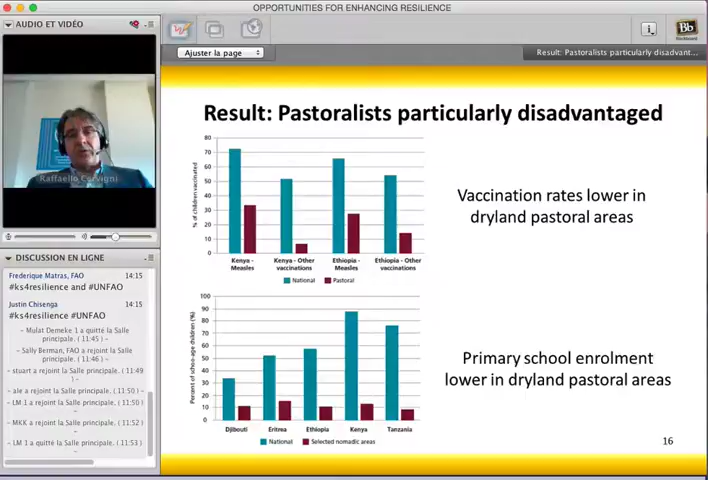 OPPORTUNITIES FOR ENHANCING RESILIENCE
AUDIO ET VIDÉO
Raffaello Cervigni
DISCUSSION EN LIGNE
Frederique Matras, FAO 14:15
#ks4resilience and #UNFAO
Justin Chisenga 14:15
#ks4resilience #UNFAO
~ Mulat Demeke 1 a quitté la Salle
principale. ( 11:45 ) ~
~ Sally Berman, FAO a rejoint la Salle
principale. ( 11:46 ) ~
~ stuart a rejoint la Salle principale. ( 11:49
) ~
~ ale a rejoint la Salle principale. ( 11:50 ) ~
~ LM 1 a rejoint la Salle principale. ( 11:50 )
~
~ MKK a rejoint la Salle principale. ( 11:52
) ~
~ LM 1 a quitté la Salle principale. ( 11:53 )
~
Bb
Blackboard
Ajuster la page
Result: Pastoralists particularly disadvant...
Result: Pastoralists particularly disadvantaged
% of children vaccinated
80
70
60
50
40
30
20
10
0
Kenya - Measles
Kenya - Other vaccinations
Ethiopia - Measles
Ethiopia - Other vaccinations
National Pastoral
Vaccination rates lower in
dryland pastoral areas
Percent of schoo-age children (%)
100
90
80
70
60
50
40
30
20
10
0
Djibouti Eritrea Ethiopia Kenya Tanzania
National Selected nomadic areas
Primary school enrolment
lower in dryland pastoral areas
16